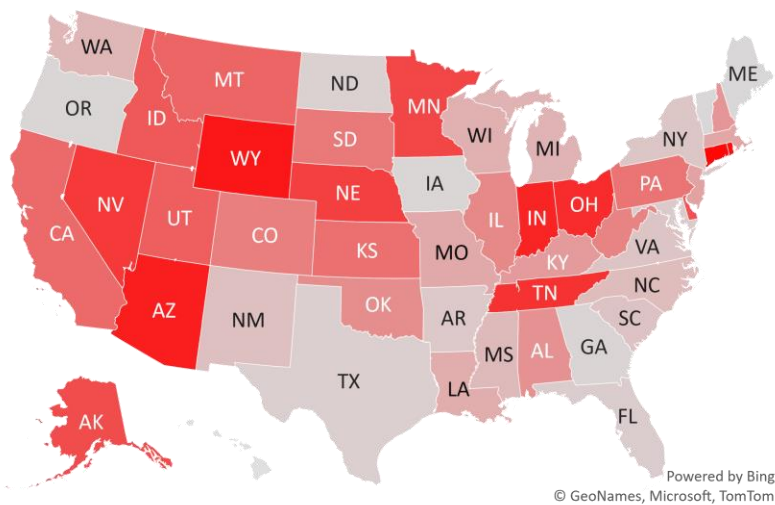 WA
ME
MT
ND
OR
MN
ID
SD
WI
NY
MI
WY
IA
PA
NE
NV
IL
IN
OH
UT
CA
CO
KS
MO
VA
KY
NC
TN
AZ
OK
NM
AR
SC
MS
AL
GA
TX
LA
FL
AK
Powered by Bing
© GeoNames, Microsoft, TomTom